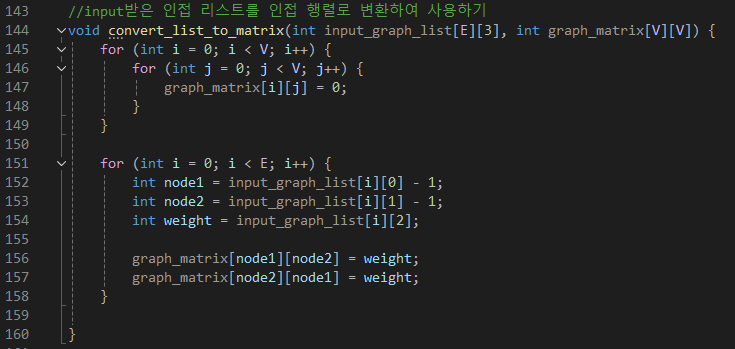 143 //input받은 인접 리스트를 인접 행렬로 변환하여 사용하기
144 void convert_list_to_matrix(int input_graph_list[E][3], int graph_matrix[V][V]) {
145 for (int i = 0; i < V; i++) {
146 for (int j = 0; j < V; j++) {
147 graph_matrix[i][j] = 0;
148 }
149 }
150
151 for (int i = 0; i < E; i++) {
152 int node1 = input_graph_list[i][0] - 1;
153 int node2 = input_graph_list[i][1] - 1;
154 int weight = input_graph_list[i][2];
155
156 graph_matrix[node1][node2] = weight;
157 graph_matrix[node2][node1] = weight;
158 }
159
160 }